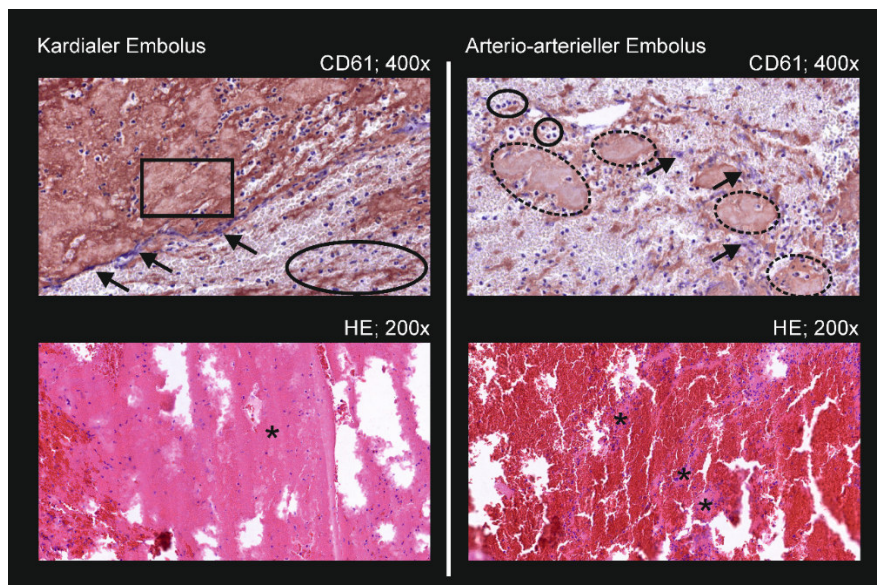 Kardialer Embolus
CD61; 400x
Arterio-arterieller Embolus
CD61; 400x
HE; 200x
HE; 200x